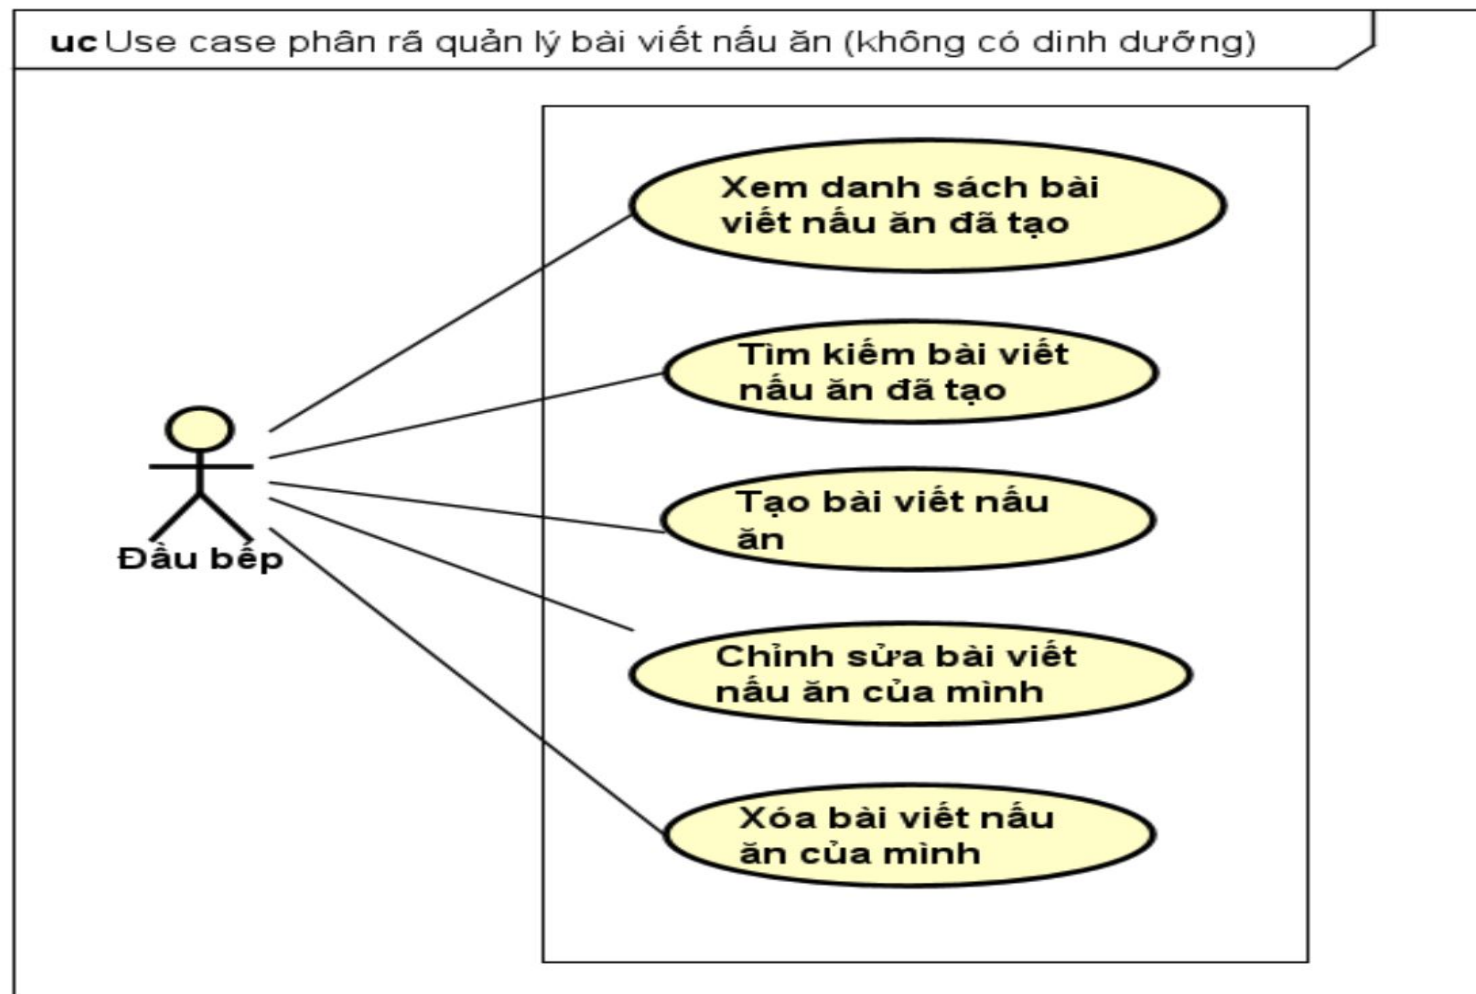 uc Use case phân rã quản lý bài viết nấu ăn (không có dinh dưỡng)
Xem danh sách bài
viết nấu ăn đã tạo
Tìm kiếm bài viết
nấu ăn đã tạo
Tạo bài viết nấu
ăn
Đầu bếp
Chỉnh sửa bài viết
nấu ăn của mình
Xóa bài viết nấu
ăn của mình